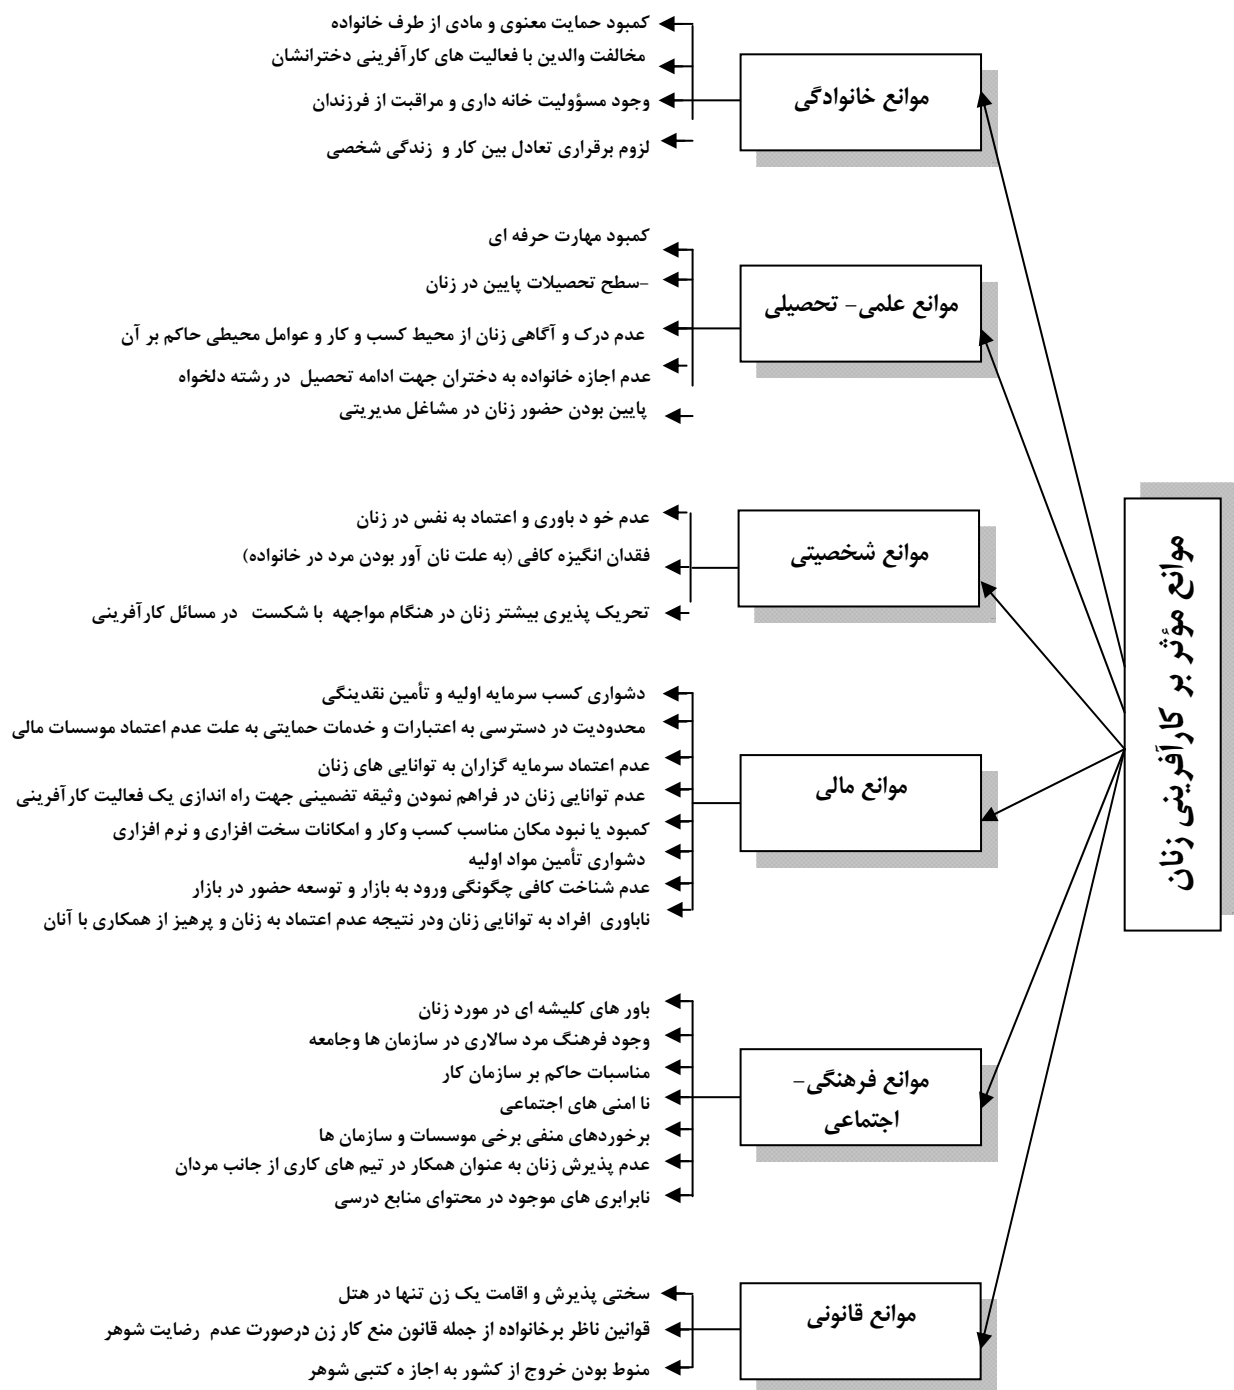 موانع مؤثر بر کارآفرینی زنان
موانع خانوادگی
کمبود حمایت معنوی و مادی از طرف خانواده
مخالفت والدین با فعالیت های کارآفرینی دخترانشان
وجود مسؤولیت خانه داری و مراقبت از فرزندان
لزوم برقراری تعادل بین کار و زندگی شخصی
موانع علمی- تحصیلی
کمبود مهارت حرفه ای
-سطح تحصیلات پایین در زنان
عدم درک و آگاهی زنان از محیط کسب و کار و عوامل محیطی حاکم بر آن
عدم اجازه خانواده به دختران جهت ادامه تحصیل در رشته دلخواه
پایین بودن حضور زنان در مشاغل مدیریتی
موانع شخصیتی
عدم خو د باوری و اعتماد به نفس در زنان
فقدان انگیزه کافی (به علت نان آور بودن مرد در خانواده)
تحریک پذیری بیشتر زنان در هنگام مواجهه با شکست در مسائل کارآفرینی
موانع مالی
دشواری کسب سرمایه اولیه و تأمین نقدینگی
محدودیت در دسترسی به اعتبارات و خدمات حمایتی به علت عدم اعتماد موسسات مالی
عدم اعتماد سرمایه گزاران به توانایی های زنان
عدم توانایی زنان در فراهم نمودن وثیقه تضمینی جهت راه اندازی یک فعالیت کارآفرینی
کمبود یا نبود مکان مناسب کسب وکار و امکانات سخت افزاری و نرم افزاری
دشواری تأمین مواد اولیه
عدم شناخت کافی چگونگی ورود به بازار و توسعه حضور در بازار
ناباوری افراد به توانایی زنان ودر نتیجه عدم اعتماد به زنان و پرهیز از همکاری با آنان
موانع فرهنگی-
اجتماعی
باور های کلیشه ای در مورد زنان
وجود فرهنگ مرد سالاری در سازمان ها وجامعه
مناسبات حاکم بر سازمان کار
نا امنی های اجتماعی
برخوردهای منفی برخی موسسات و سازمان ها
عدم پذیرش زنان به عنوان همکار در تیم های کاری از جانب مردان
نابرابری های موجود در محتوای منابع درسی
موانع قانونی
سختی پذیرش و اقامت یک زن تنها در هتل
قوانین ناظر برخانواده از جمله قانون منع کار زن درصورت عدم رضایت شوهر
منوط بودن خروج از کشور به اجاز ه کتبی شوهر